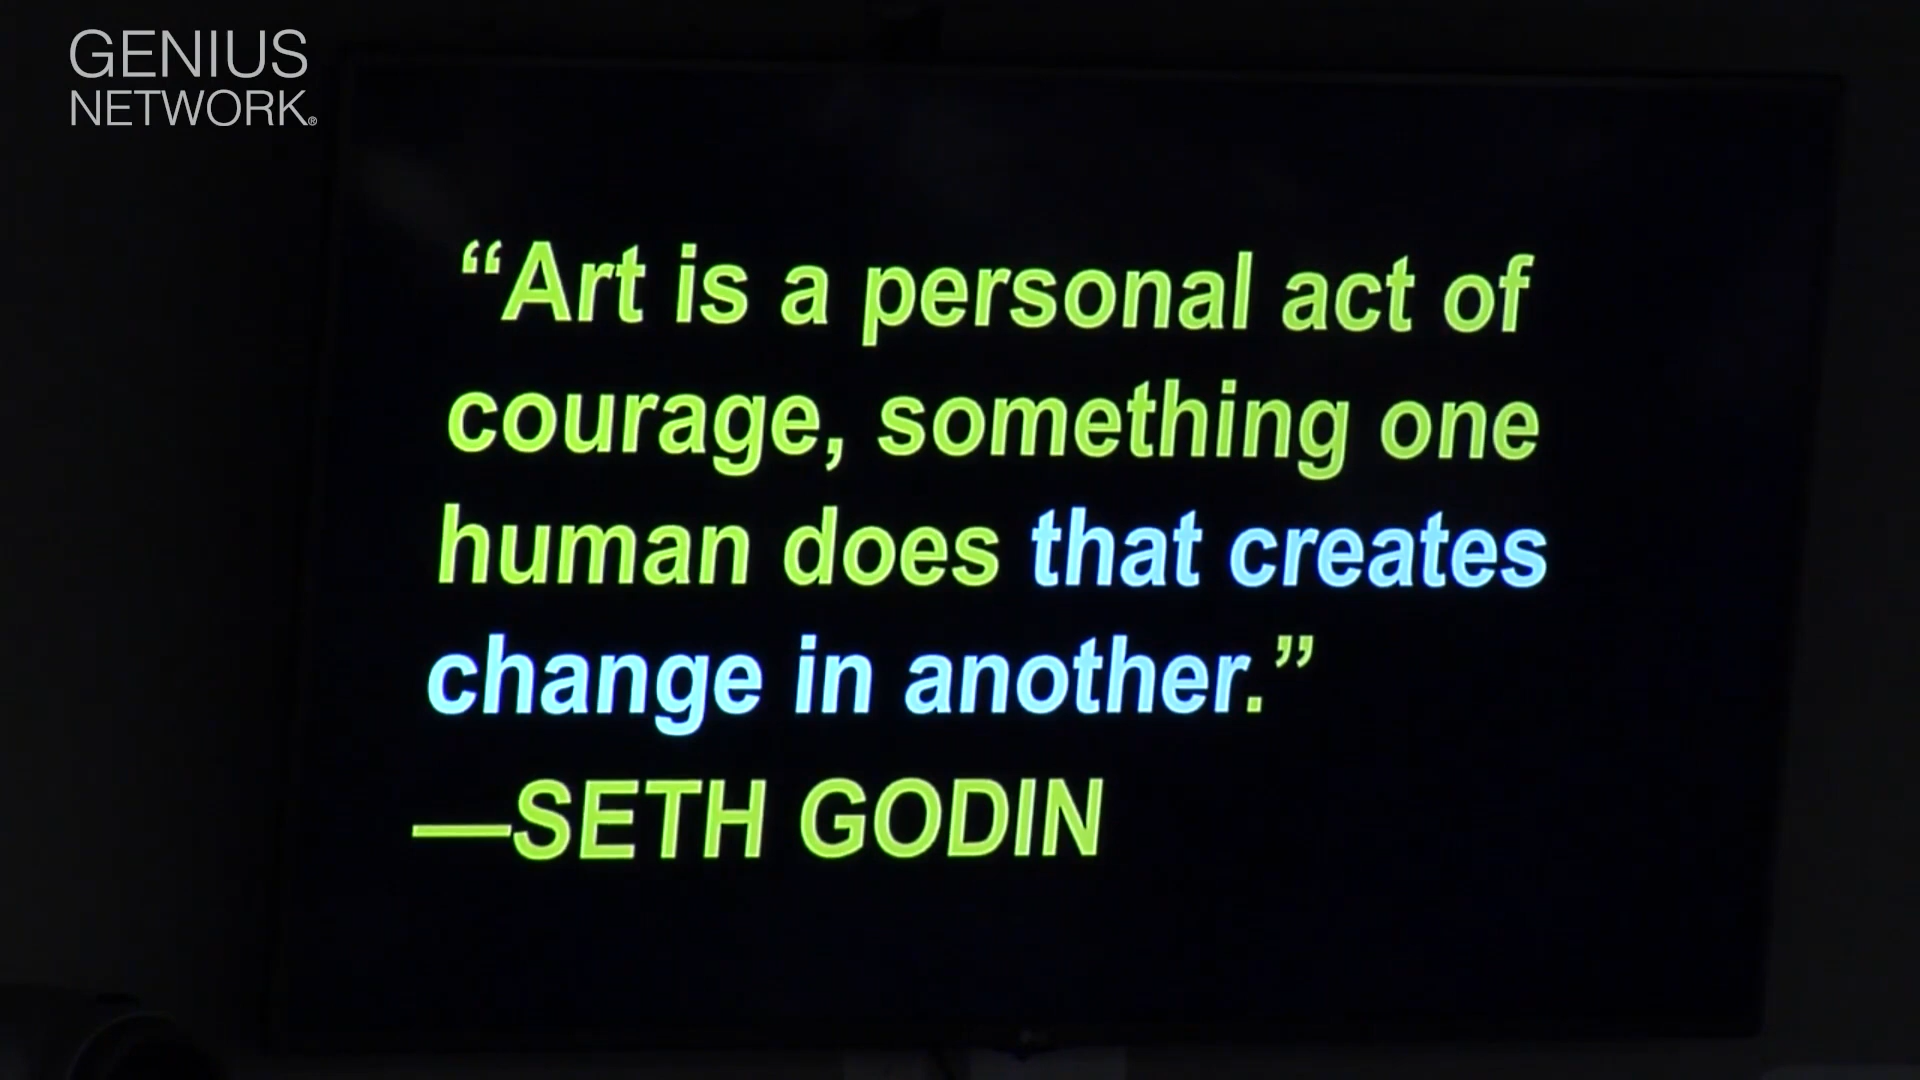 GENIUS
NETWORK®
“Art is a personal act of
courage, something one
human does that creates
change in another.”
—SETH GODIN